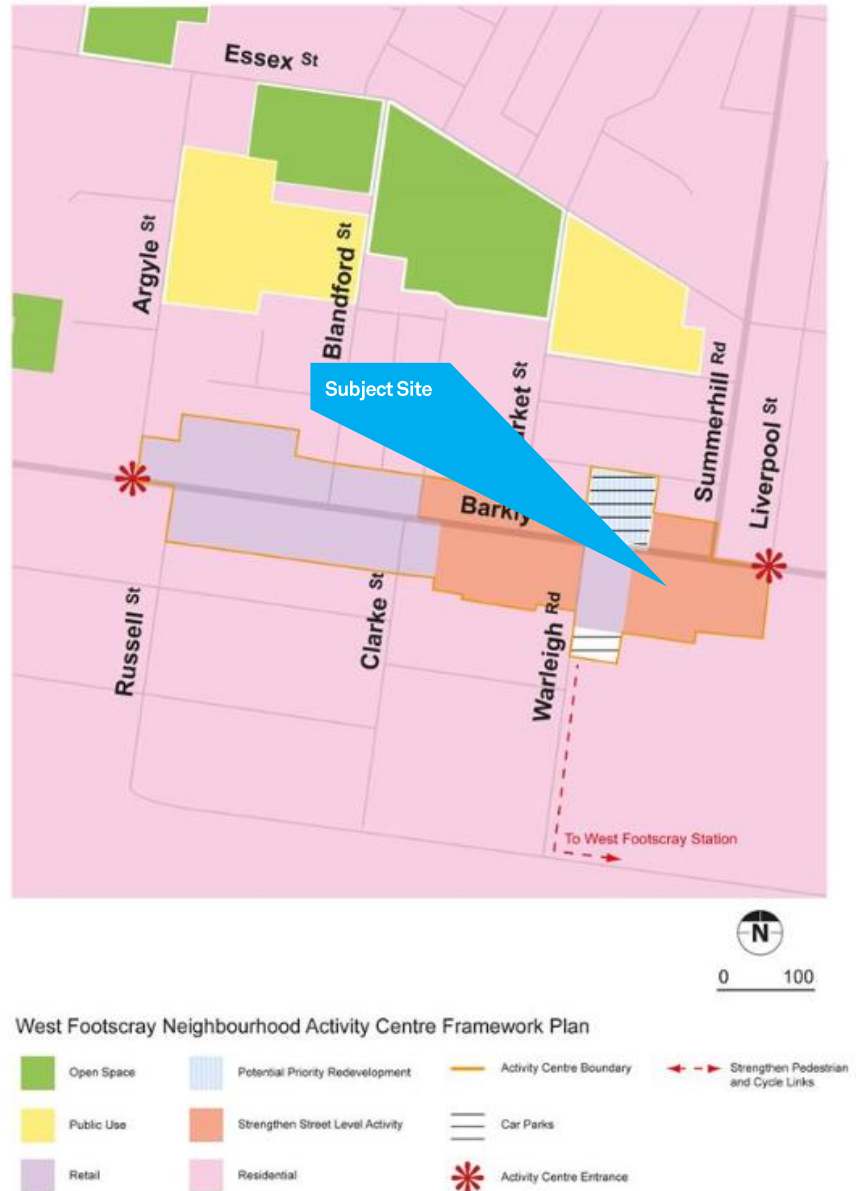 Essex St
Argyle St
Blandford St
Subject Site
rket St
Summerhill Rd
Liverpool St
Barkly
Russell St
Clarke St
Warleigh Rd
To West Footscray Station
N
0 100
West Footscray Neighbourhood Activity Centre Framework Plan
Open Space
Potential Priority Redevelopment
Activity Centre Boundary
Strengthen Pedestrian
and Cycle Links
Public Use
Strengthen Street Level Activity
Car Parks
Retail
Residential
Activity Centre Entrance